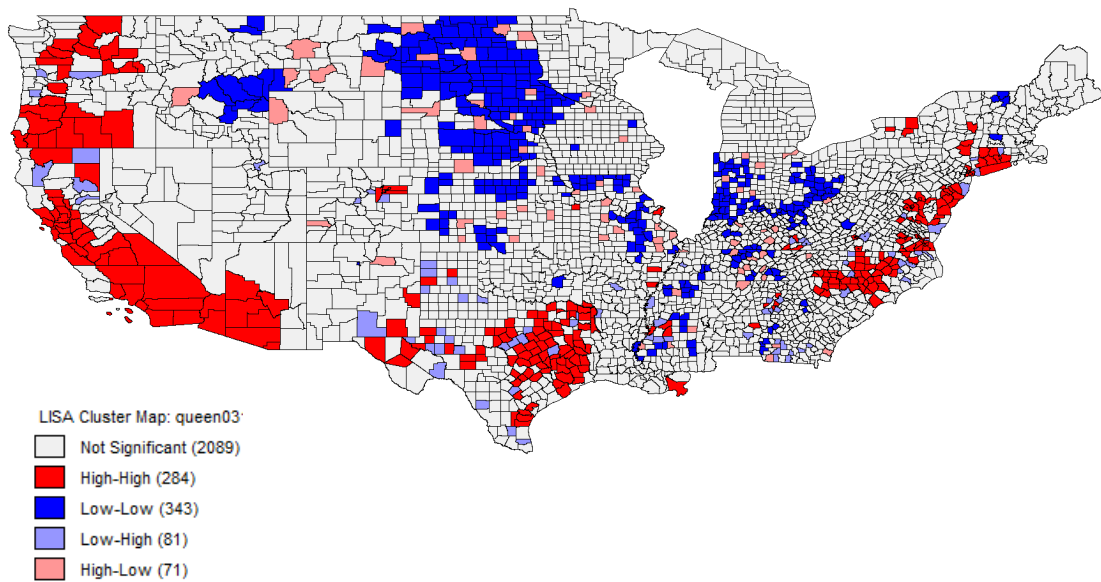 LISA Cluster Map: queen03
Not Significant (2089)
High-High (284)
Low-Low (343)
Low-High (81)
High-Low (71)